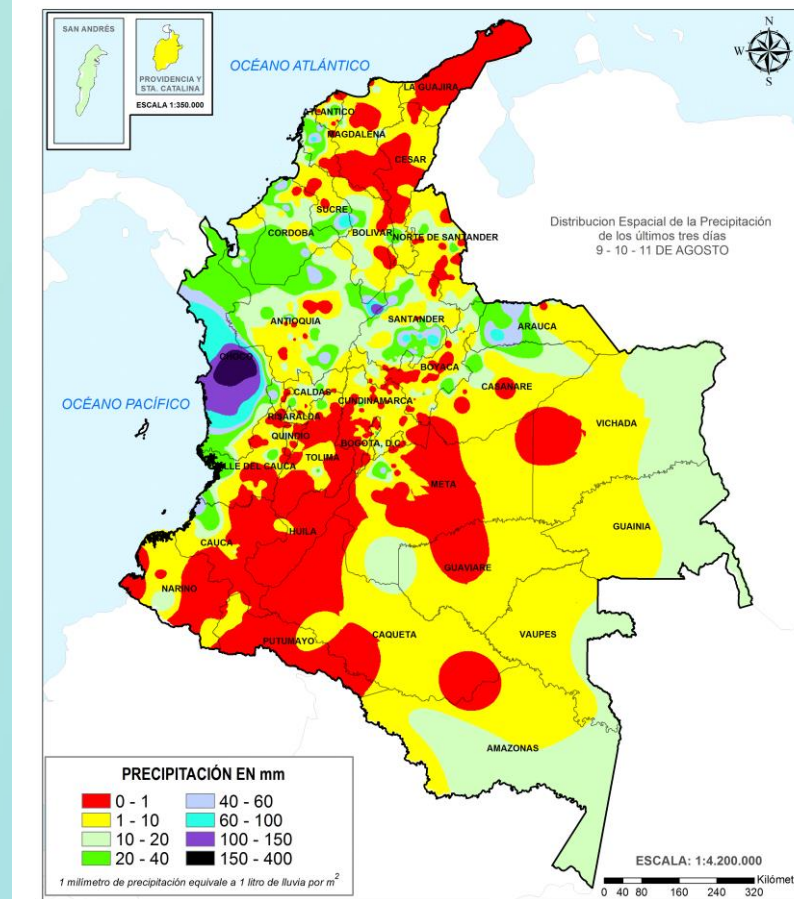 SAN ANDRÉS
PROVIDENCIA Y
STA. CATALINA
ESCALA 1:350.000
OCÉANO ATLÁNTICO
N
W
E
S
LA GUAJIRA
ATLANTICO
MAGDALENA
CESAR
SUCRE
CORDOBA
BOLIVAR
NORTE DE SANTANDER
Distribucion Espacial de la Precipitación
de los últimos tres días
9 - 10 - 11 DE AGOSTO
ANTIOQUIA
SANTANDER
ARAUCA
CHOCO
BOYACA
OCÉANO PACÍFICO
CALDAS
CUNDINAMARCA
CASANARE
RISARALDA
VICHADA
QUINDIO
BOGOTA, D.C.
VALLE DEL CAUCA
TOLIMA
META
GUAINIA
CAUCA
HUILA
GUAVIARE
NARIÑO
PUTUMAYO
CAQUETA
VAUPES
AMAZONAS
PRECIPITACIÓN EN mm
0 - 1
40 - 60
1 - 10
60 - 100
10 - 20
100 - 150
20 - 40
150 - 400
1 milímetro de precipitación equivale a 1 litro de lluvia por m2
ESCALA: 1:4.200.000
Kilómet
0 40 80 160 240 320